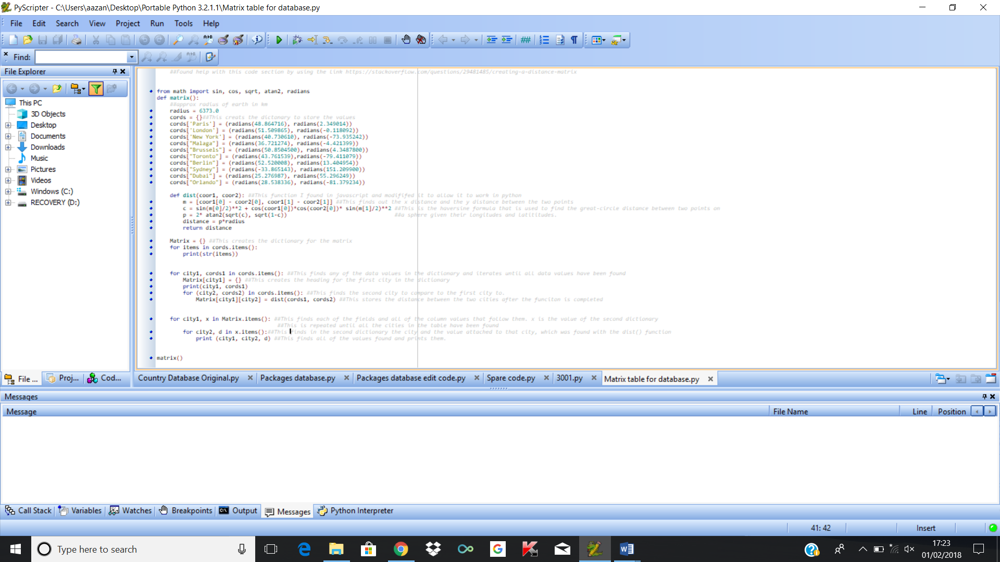 PyScripter - C:\Users\aazan\Desktop\Portable Python 3.2.1.1\Matrix table for database.py
File Edit Search View Project Run Tools Help
Find:
File Explorer
This PC
3D Objects
Desktop
Documents
Downloads
Music
Pictures
Videos
Windows (C:)
RECOVERY (D:)
File ... Proj... Cod...
##Found help with this code section by using the Link https://stackoverflow.com/questions/29481485/creating-a-distance-matrix
from math import sin, cos, sqrt, atan2, radians
def matrix():
##approx radius of earth in km
radius = 6373.0
cords = {}##This creats the dictonary to store the values
cords['Paris'] = (radians(48.864716), radians(2.349014))
cords['London'] = (radians(51.509865), radians(-0.118092))
cords['New York'] = (radians(40.730610), radians(-73.935242))
cords["Malaga"] = (radians(36.721274), radians(-4.421399))
cords["Brussels"] = (radians(50.8504500), radians(4.3487800))
cords["Toronto"] = (radians(43.761539),radians(-79.411079))
cords["Berlin"] = (radians(52.520008), radians(13.404954))
cords["Sydney"] = (radians(-33.865143), radians(151.209900))
cords["Dubai"] = (radians(25.276987), radians(55.296249))
cords["Orlando"] = (radians(28.538336), radians(-81.379234))
def dist(coor1, coor2): ##This function I found in javascript and modififed it to allow it to work in python
m = [coor1[0] - coor2[0], coor1[1] - coor2[1]] ##This finds out the x distance and the y distance between the two points
c = sin(m[0]/2)**2 + cos(coor1[0])*cos(coor2[0])* sin(m[1]/2)**2 ##This is the haversine formula that is used to find the great-circle distance between two points on
p = 2* atan2(sqrt(c), sqrt(1-c)) ##a sphere given their longitudes and latititudes.
distance = p*radius
return distance
Matrix = {} ##This creates the dictionary for the matrix
for items in cords.items():
print(str(items))
for city1, cords1 in cords.items(): ##This finds any of the data values in the dictionary and iterates until all data values have been found
Matrix[city1] = {} ##This creates the heading for the first city in the dictionary
print(city1, cords1)
for (city2, cords2) in cords.items(): ##This finds the second city to compare to the first city to.
Matrix[city1][city2] = dist(cords1, cords2) ##This stores the distance between the two cities after the funciton is completed
for city1, x in Matrix.items(): ##This finds each of the fields and all of the column values that follow them. x is the value of the second dictionary
##This is repeated until all the cities in the table have been found
for city2, d in x.items():##This finds in the second dictionary the city and the value attached to that city, which was found with the dist() function
print (city1, city2, d) ##This finds all of the values found and prints them.
matrix()
Country Database Original.py Packages database.py Packages database edit code.py Spare code.py 3001.py Matrix table for database.py
Messages
Message File Name Line Position
Call Stack Variables Watches Breakpoints Output Messages Python Interpreter
41: 42 Insert
Type here to search
17:23
01/02/2018